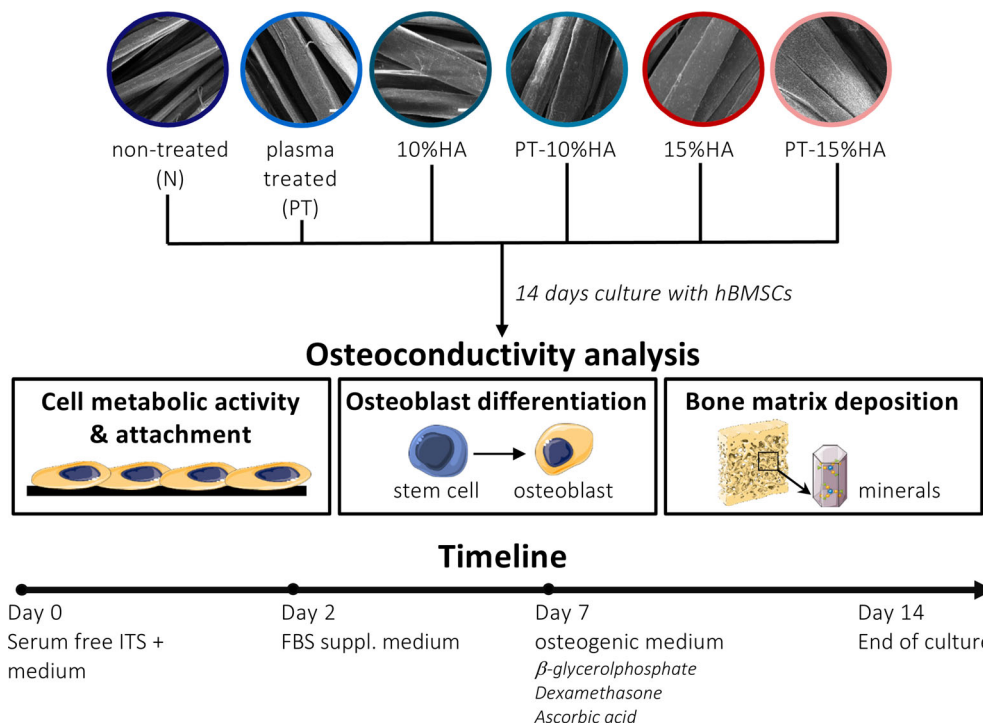 non-treated
(N)
plasma
treated
(PT)
10%HA
PT-10%HA
15%HA
PT-15%HA
14 days culture with hBMSCs
Osteoconductivity analysis
Cell metabolic activity
& attachment
Osteoblast differentiation
stem cell
osteoblast
Bone matrix deposition
minerals
Timeline
Day 0
Serum free ITS +
medium
Day 2
FBS suppl. medium
Day 7
osteogenic medium
β-glycerolphosphate
Dexamethasone
Ascorbic acid
Day 14
End of culture